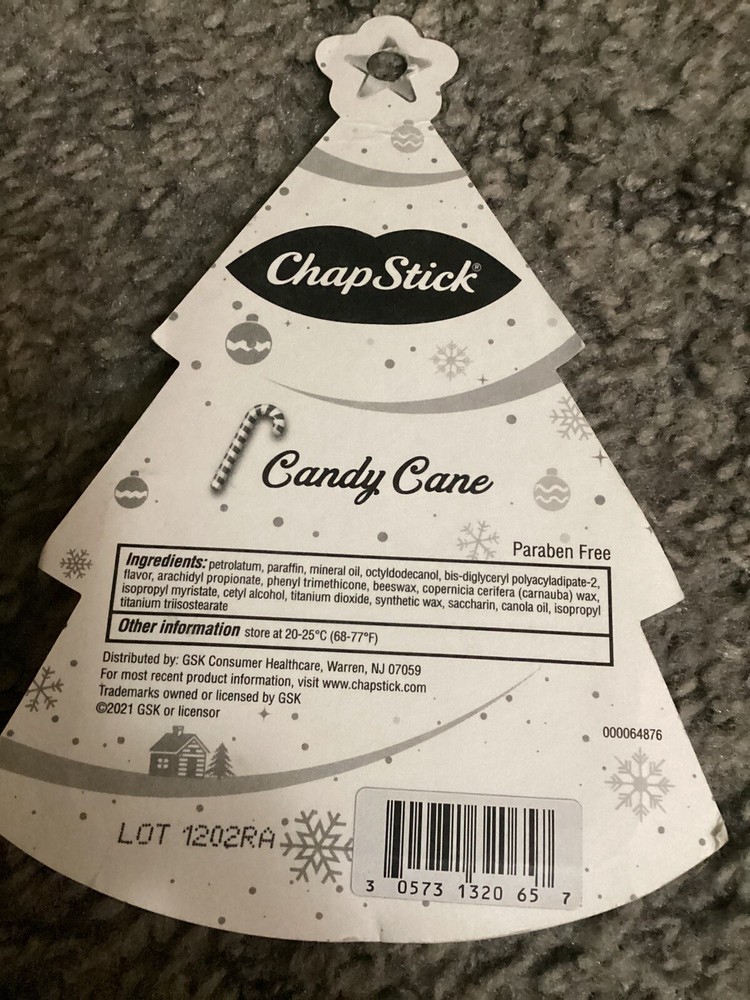 ChapStick®
Candy Cane
Paraben Free
Ingredients: petrolatum, paraffin, mineral oil, octyldodecanol, bis-diglyceryl polyacyladipate-2,
flavor, arachidyl propionate, phenyl trimethicone, beeswax, copernicia cerifera (carnauba) wax,
isopropyl myristate, cetyl alcohol, titanium dioxide, synthetic wax, saccharin, canola oil, isopropyl
titanium triisostearate
Other information store at 20-25°C (68-77°F)
Distributed by: GSK Consumer Healthcare, Warren, NJ 07059
For most recent product information, visit www.chapstick.com
Trademarks owned or licensed by GSK
©2021 GSK or licensor
000064876
LOT 1202RA
3 0573 1320 65 7